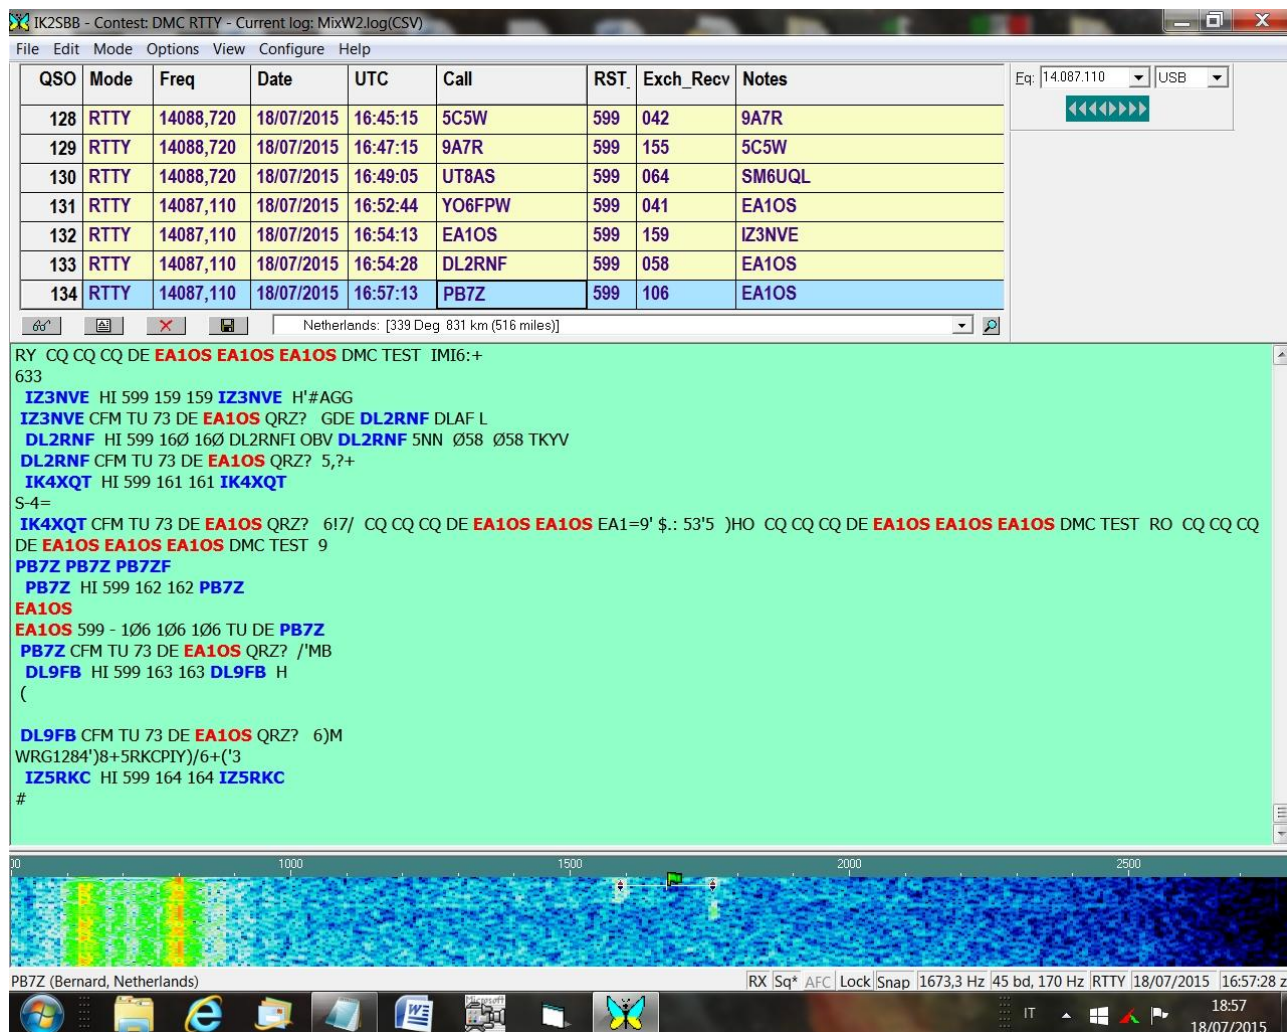 IK2SBB - Contest: DMC RTTY - Current log: MixW2.log(CSV)
File Edit Mode Options View Configure Help
QSO Mode Freq Date UTC Call RST_ Exch_Recv Notes
128 RTTY 14088,720 18/07/2015 16:45:15 5C5W 599 042 9A7R
129 RTTY 14088,720 18/07/2015 16:47:15 9A7R 599 155 5C5W
130 RTTY 14088,720 18/07/2015 16:49:05 UT8AS 599 064 SM6UQL
131 RTTY 14087,110 18/07/2015 16:52:44 YO6FPW 599 041 EA1OS
132 RTTY 14087,110 18/07/2015 16:54:13 EA1OS 599 159 IZ3NVE
133 RTTY 14087,110 18/07/2015 16:54:28 DL2RNF 599 058 EA1OS
134 RTTY 14087,110 18/07/2015 16:57:13 PB7Z 599 106 EA1OS
Eq: 14.087.110 USB
Netherlands: [339 Deg 831 km (516 miles)]
RY CQ CQ CQ DE EA1OS EA1OS EA1OS DMC TEST IMI6:+
633
IZ3NVE HI 599 159 159 IZ3NVE H'#AGG
IZ3NVE CFM TU 73 DE EA1OS QRZ? GDE DL2RNF DLAF L
DL2RNF HI 599 16Ø 16Ø DL2RNFI OBV DL2RNF 5NN Ø58 Ø58 TKYV
DL2RNF CFM TU 73 DE EA1OS QRZ? 5,?+
IK4XQT HI 599 161 161 IK4XQT
S-4=
IK4XQT CFM TU 73 DE EA1OS QRZ? 6!7/ CQ CQ CQ DE EA1OS EA1OS EA1=9' $.: 53'5 )HO CQ CQ CQ DE EA1OS EA1OS EA1OS DMC TEST RO CQ CQ CQ
DE EA1OS EA1OS EA1OS DMC TEST 9
PB7Z PB7Z PB7ZF
PB7Z HI 599 162 162 PB7Z
EA1OS
EA1OS 599 - 1Ø6 1Ø6 1Ø6 TU DE PB7Z
PB7Z CFM TU 73 DE EA1OS QRZ? /'MB
DL9FB HI 599 163 163 DL9FB H
(
DL9FB CFM TU 73 DE EA1OS QRZ? 6)M
WRG1284')8+5RKCPIY)/6+('3
IZ5RKC HI 599 164 164 IZ5RKC
#
00 1000 1500 2000 2500
PB7Z (Bernard, Netherlands) RX Sq* AFC Lock Snap 1673,3 Hz 45 bd, 170 Hz RTTY 18/07/2015 16:57:28 z
Microsoft
IT 18:57
18/07/2015